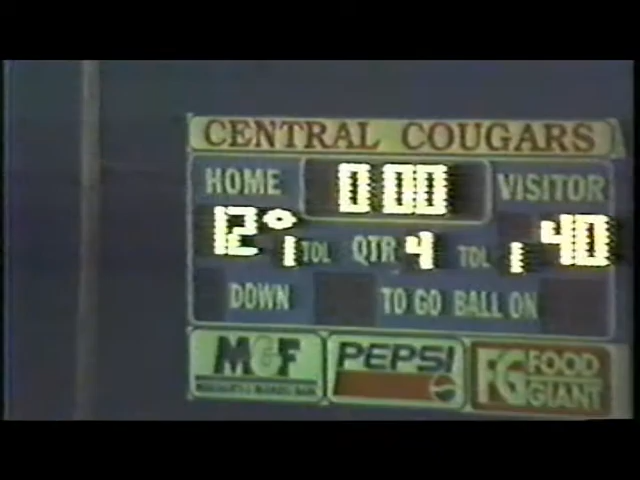 CENTRAL COUGARS
HOME 0:00 VISITOR
12 1 TOL QTR 4 TOL 1 40
DOWN TO GO BALL ON
M&F PEPSI FG FOOD GIANT